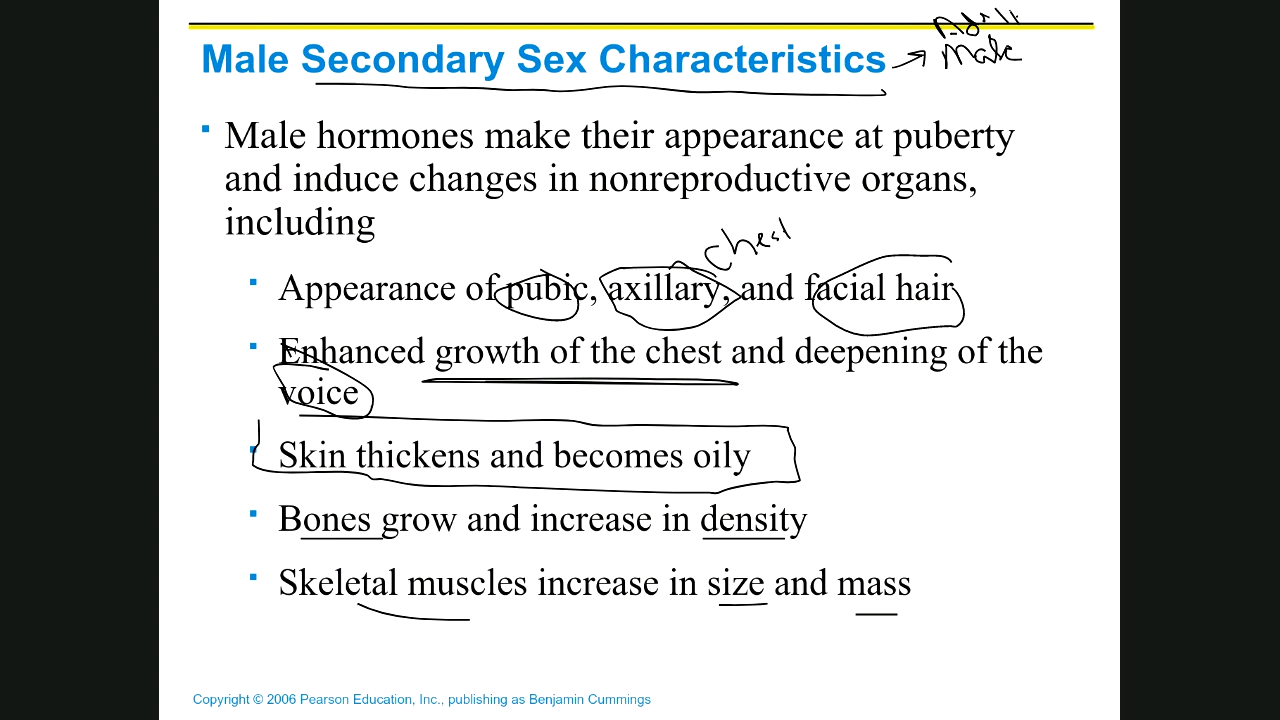 Male Secondary Sex Characteristics
Male
Male hormones make their appearance at puberty
and induce changes in nonreproductive organs,
including
chest
Appearance of pubic, axillary, and facial hair
Enhanced growth of the chest and deepening of the
voice
Skin thickens and becomes oily
Bones grow and increase in density
Skeletal muscles increase in size and mass
Copyright © 2006 Pearson Education, Inc., publishing as Benjamin Cummings